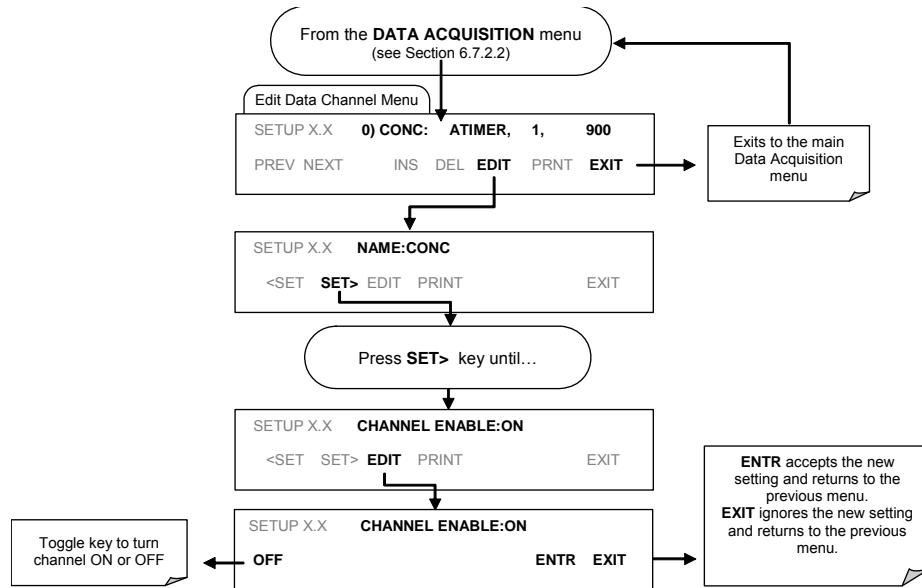 From the DATA ACQUISITION menu
(see Section 6.7.2.2)
Edit Data Channel Menu
SETUP X.X 0) CONC: ATIMER, 1, 900
PREV NEXT INS DEL EDIT PRNT EXIT
Exits to the main
Data Acquisition
menu
SETUP X.X NAME:CONC
<SET SET> EDIT PRINT EXIT
Press SET> key until…
SETUP X.X CHANNEL ENABLE:ON
<SET SET> EDIT PRINT EXIT
ENTR accepts the new
setting and returns to the
previous menu.
EXIT ignores the new setting
and returns to the previous
menu.
SETUP X.X CHANNEL ENABLE:ON
OFF ENTR EXIT
Toggle key to turn
channel ON or OFF